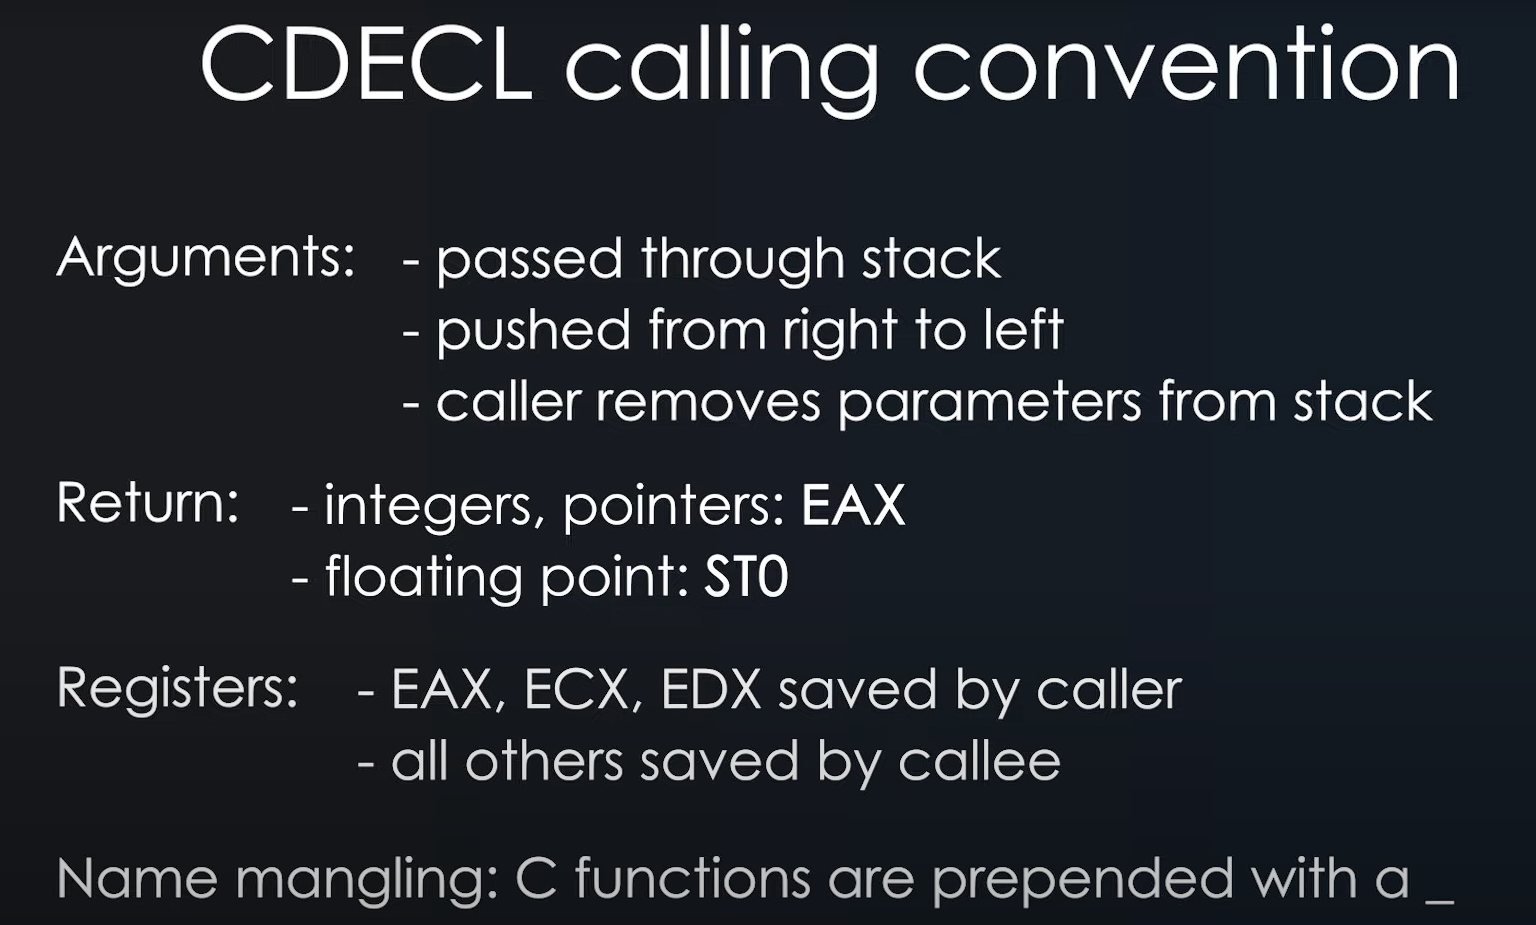 CDECL calling convention
Arguments: - passed through stack
- pushed from right to left
- caller removes parameters from stack
Return: - integers, pointers: EAX
- floating point: ST0
Registers: - EAX, ECX, EDX saved by caller
- all others saved by callee
Name mangling: C functions are prepended with a _